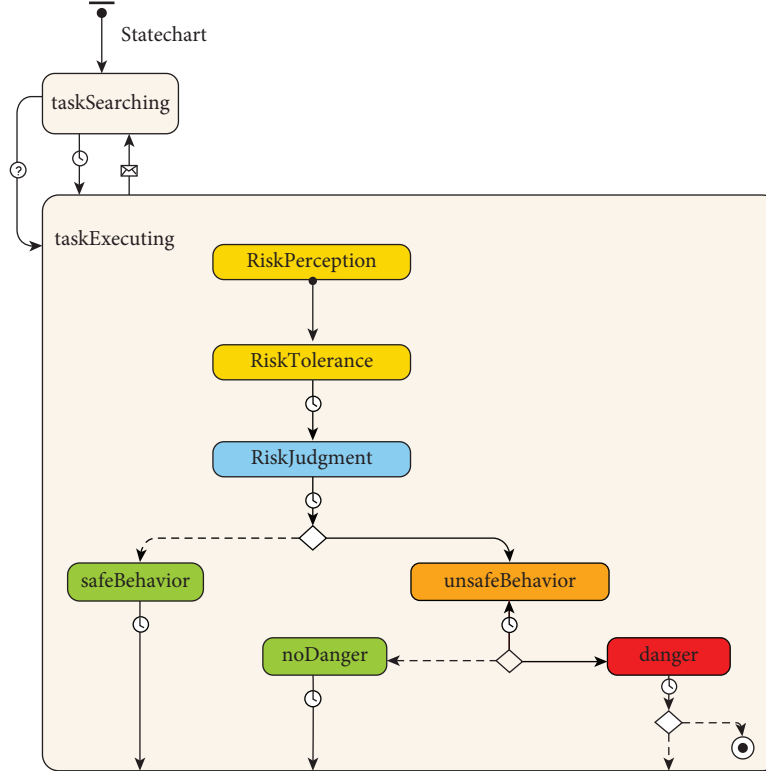 Statechart
taskSearching
?
taskExecuting
RiskPerception
RiskTolerance
RiskJudgment
safeBehavior
unsafeBehavior
noDanger
danger